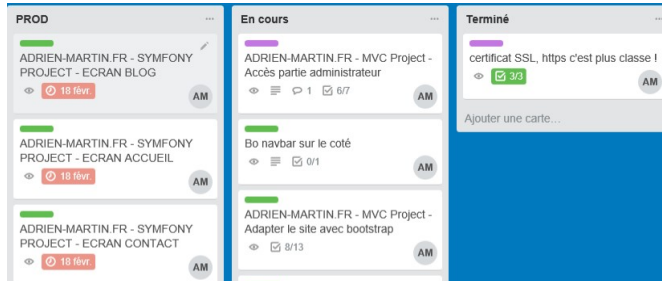 PROD
ADRIEN-MARTIN.FR - SYMFONY
PROJECT - ECRAN BLOG
18 févr.
AM
ADRIEN-MARTIN.FR - SYMFONY
PROJECT - ECRAN ACCUEIL
18 févr.
AM
ADRIEN-MARTIN.FR - SYMFONY
PROJECT - ECRAN CONTACT
18 févr.
AM
En cours
ADRIEN-MARTIN.FR - MVC Project -
Accès partie administrateur
1 6/7
AM
Bo navbar sur le coté
0/1
AM
ADRIEN-MARTIN.FR - MVC Project -
Adapter le site avec bootstrap
8/13
AM
Terminé
certificat SSL, https c'est plus classe !
3/3
AM
Ajouter une carte…